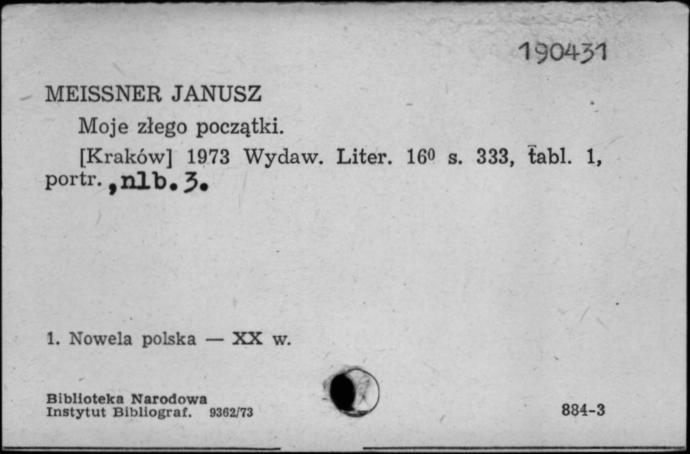 190431
MEISSNER JANUSZ
Moje złego początki.
[Kraków] 1973 Wydaw. Liter. 16⁰ s. 333, tabl. 1,
portr. ,nlb.3.
1. Nowela polska — XX w.
Biblioteka Narodowa
Instytut Bibliograf. 9362/73
884-3